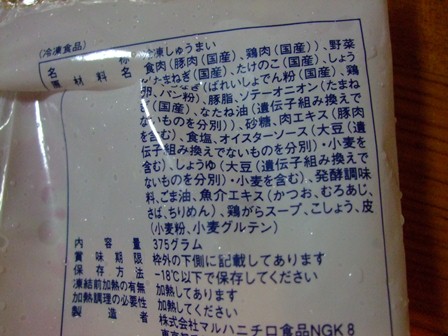 (冷凍食品)
名 称 冷凍しゅうまい
原材料名 食肉(豚肉(国産)、鶏肉(国産))、野菜
(たまねぎ(国産)、たけのこ、しょう
ばれいしょでん粉(国産)、鶏
卵、パン粉)、豚脂、ソテーオニオン(たまね
ぎ(国産)、なたね油(遺伝子組み換えで
ないものを分別))、砂糖、肉エキス(豚肉
を含む)、食塩、オイスターソース(大豆(遺
伝子組み換えでないものを分別)・小麦を
含む)、しょうゆ(大豆(遺伝子組み換えで
ないものを分別)・小麦を含む)、発酵調味
料、ごま油、魚介エキス(かつお、むろあじ、
さば、ちりめん)、鶏がらスープ、こしょう、皮
(小麦粉、小麦グルテン)
内容量 375グラム
賞味期限 枠外の下側に記載してあります
保存方法 -18℃以下で保存してください
凍結前加熱の有無 加熱してあります
加熱調理の必要性 加熱してください
製造者 株式会社マルハニチロ食品NGK 8